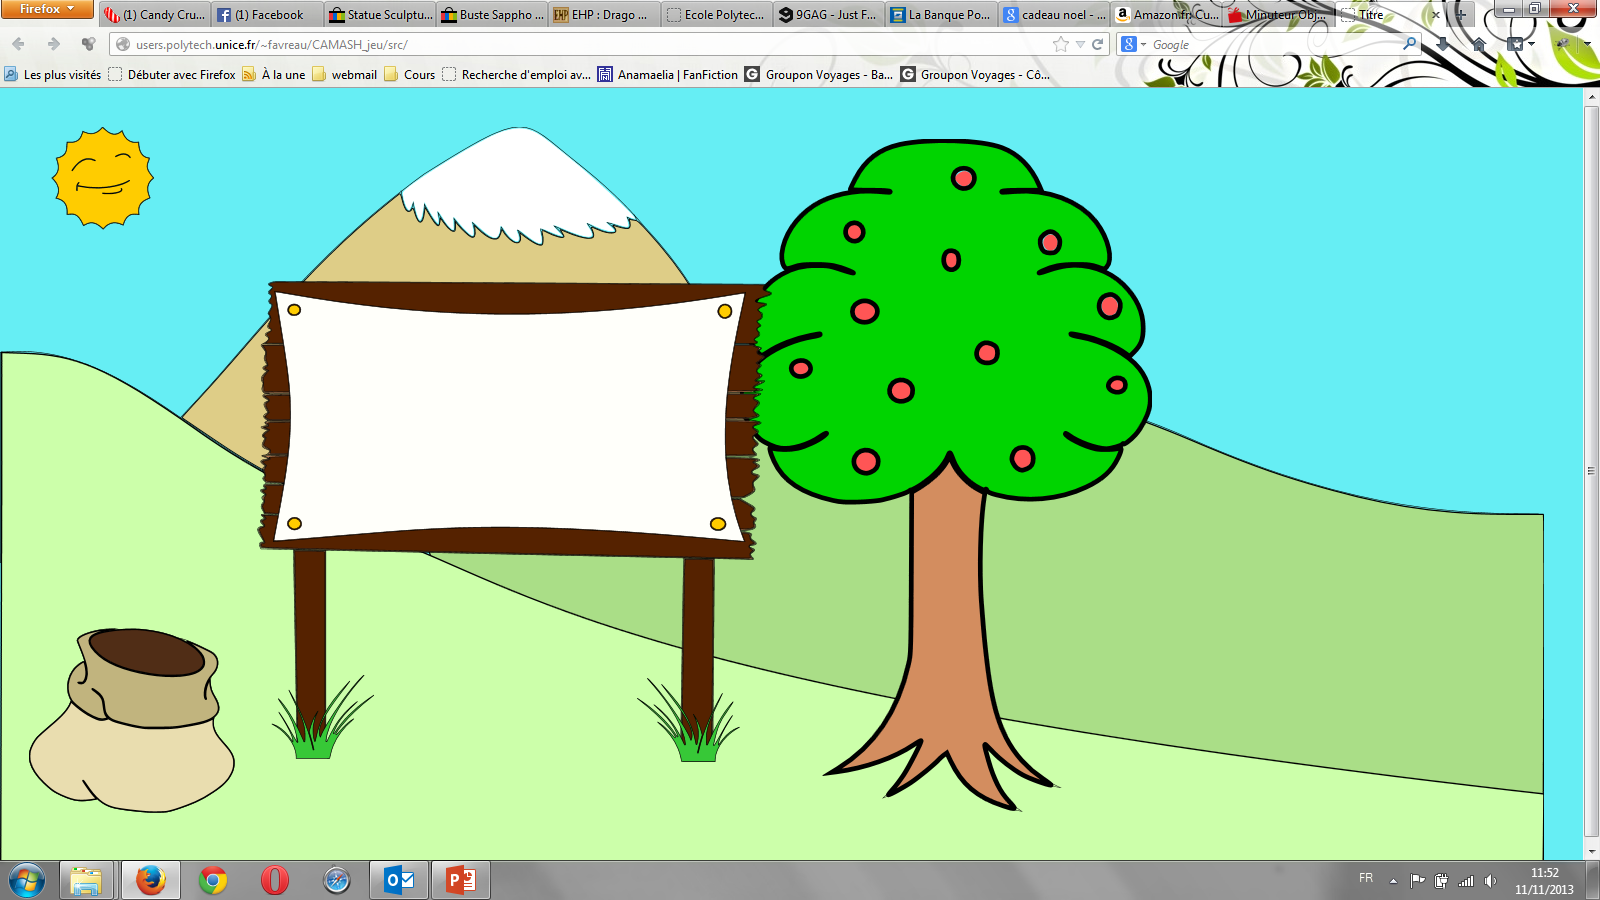 Firefox
(1) Candy Cru...
(1) Facebook
Statue Sculptu...
Buste Sappho ...
EHP : Drago ...
Ecole Polytec...
9GAG - Just F...
La Banque Po...
cadeau noel - ...
Amazon.fr Cu...
Minuteur Obj...
Titre
users.polytech.unice.fr/~favreau/CAMASH_jeu/src/
Google
Les plus visités
Débuter avec Firefox
À la une
webmail
Cours
Recherche d'emploi av...
Anamaelia | FanFiction
Groupon Voyages - Ba...
Groupon Voyages - Cô...
FR
11:52
11/11/2013